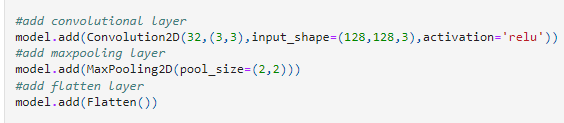 #add convolutional layer
model.add(Convolution2D(32,(3,3),input_shape=(128,128,3),activation='relu'))
#add maxpooling layer
model.add(MaxPooling2D(pool_size=(2,2)))
#add flatten layer
model.add(Flatten())